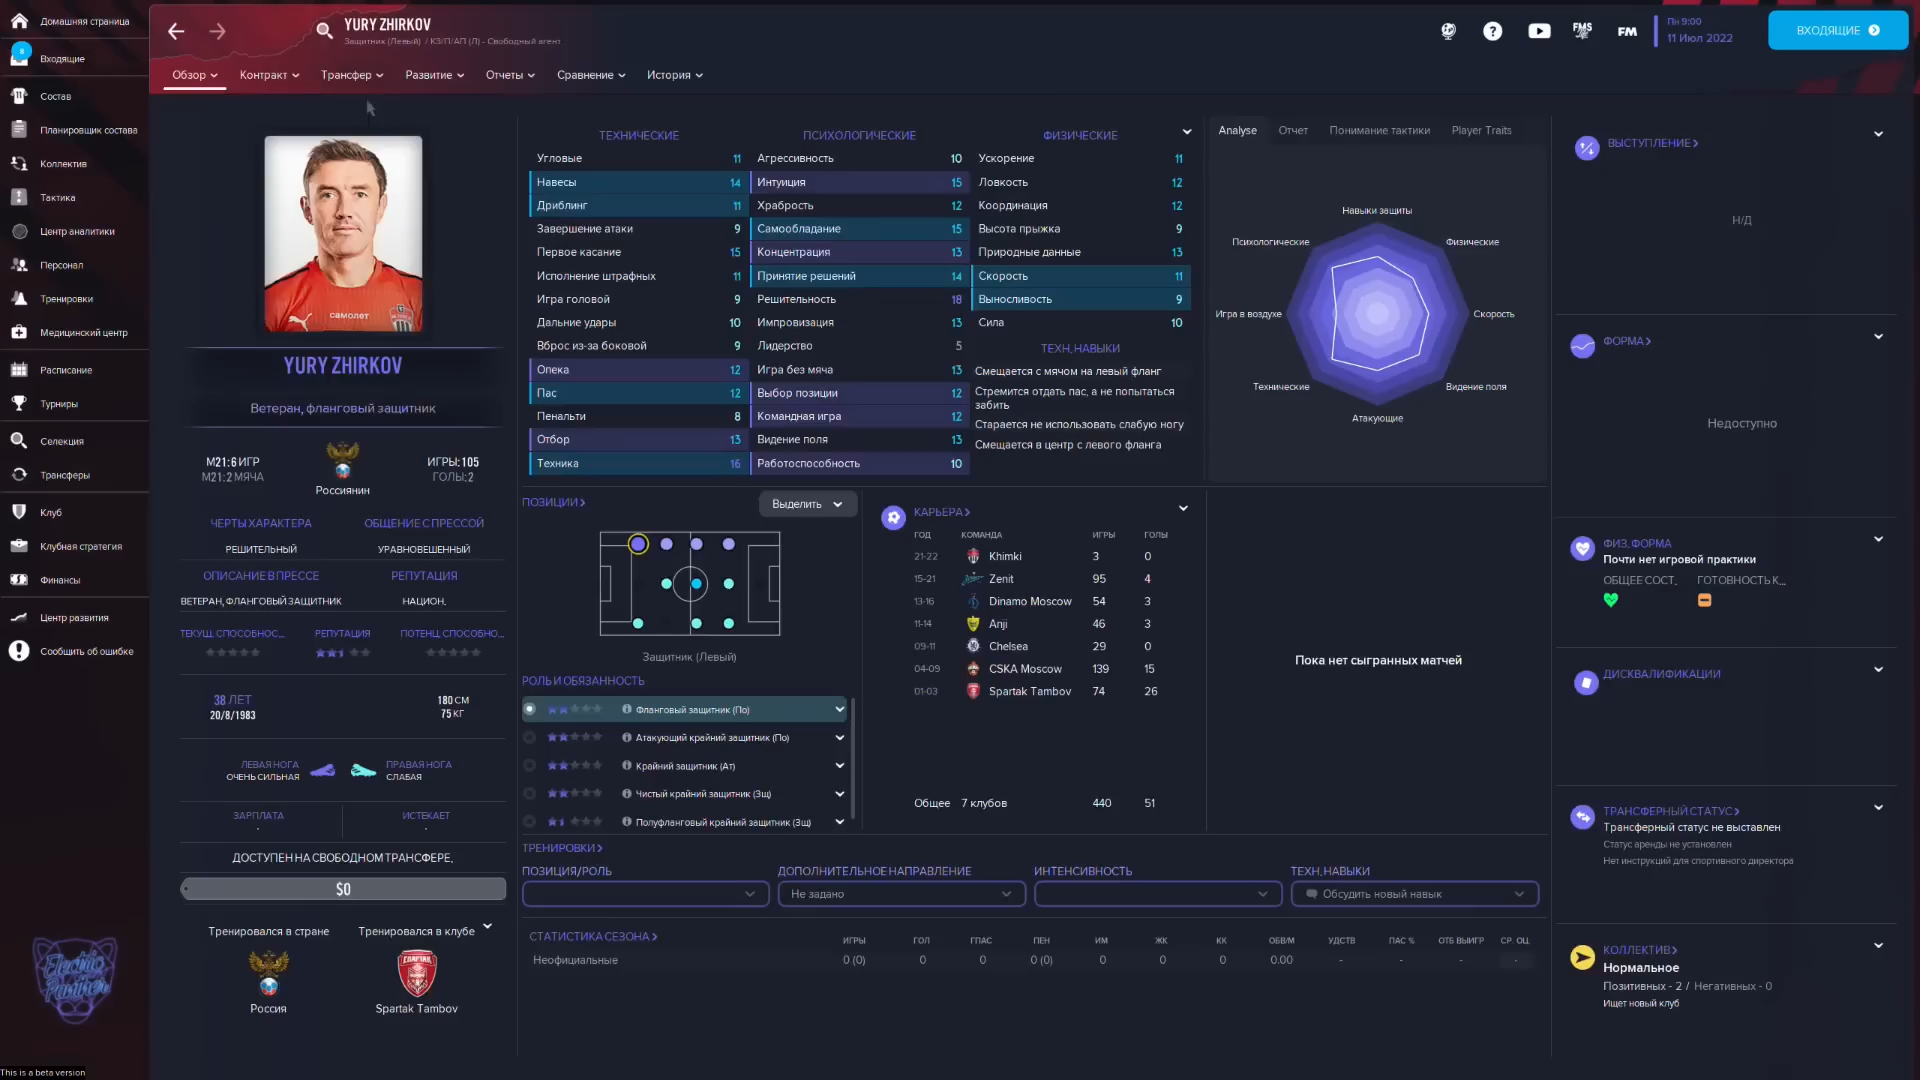 Домашняя страница
8
Входящие
Состав
Планировщик состава
Коллектив
Тактика
Центр аналитики
Персонал
Тренировки
Медицинский центр
Расписание
Турниры
Селекция
Трансферы
Клуб
Клубная стратегия
Финансы
Центр развития
Сообщить об ошибке
Electric Panther
This is a beta version
YURY ZHIRKOV
Защитник (Левый) / КЗ/П/АП (Л) - Свободный агент
FMS
FM
Пн 9:00
11 Июл 2022
ВХОДЯЩИЕ
Обзор Контракт Трансфер Развитие Отчеты Сравнение История
самолет
YURY ZHIRKOV
Ветеран, фланговый защитник
М21: 6 ИГР
М21: 2 МЯЧА
Россиянин
ИГРЫ: 105
ГОЛЫ: 2
ЧЕРТЫ ХАРАКТЕРА ОБЩЕНИЕ С ПРЕССОЙ
РЕШИТЕЛЬНЫЙ УРАВНОВЕШЕННЫЙ
ОПИСАНИЕ В ПРЕССЕ РЕПУТАЦИЯ
ВЕТЕРАН, ФЛАНГОВЫЙ ЗАЩИТНИК НАЦИОН.
ТЕКУЩ. СПОСОБНОС... РЕПУТАЦИЯ ПОТЕНЦ. СПОСОБНО...
38 ЛЕТ 180 СМ
20/8/1983 75 КГ
ЛЕВАЯ НОГА ПРАВАЯ НОГА
ОЧЕНЬ СИЛЬНАЯ СЛАБАЯ
ЗАРПЛАТА ИСТЕКАЕТ
- -
ДОСТУПЕН НА СВОБОДНОМ ТРАНСФЕРЕ.
$0
Тренировался в стране Тренировался в клубе
Россия Spartak Tambov
ТЕХНИЧЕСКИЕ
Угловые 11
Навесы 14
Дриблинг 11
Завершение атаки 9
Первое касание 15
Исполнение штрафных 11
Игра головой 9
Дальние удары 10
Вброс из-за боковой 9
Опека 12
Пас 12
Пенальти 8
Отбор 13
Техника 16
ПСИХОЛОГИЧЕСКИЕ
Агрессивность 10
Интуиция 15
Храбрость 12
Самообладание 15
Концентрация 13
Принятие решений 14
Решительность 18
Импровизация 13
Лидерство 5
Игра без мяча 13
Выбор позиции 12
Командная игра 12
Видение поля 13
Работоспособность 10
ФИЗИЧЕСКИЕ
Ускорение 11
Ловкость 12
Координация 12
Высота прыжка 9
Природные данные 13
Скорость 11
Выносливость 9
Сила 10
ТЕХН. НАВЫКИ
Смещается с мячом на левый фланг
Стремится отдать пас, а не попытаться
забить
Старается не использовать слабую ногу
Смещается в центр с левого фланга
Analyse Отчет Понимание тактики Player Traits
Навыки защиты
Психологические Физические
Игра в воздухе Скорость
Технические Видение поля
Атакующие
ПОЗИЦИИ
Выделить
Защитник (Левый)
РОЛЬ И ОБЯЗАННОСТЬ
Фланговый защитник (По)
Атакующий крайний защитник (По)
Крайний защитник (Ат)
Чистый крайний защитник (Зщ)
Полуфланговый крайний защитник (Зщ)
КАРЬЕРА
ГОД КОМАНДА ИГРЫ ГОЛЫ
21-22 Khimki 3 0
15-21 Zenit 95 4
13-16 Dinamo Moscow 54 3
11-14 Anji 46 3
09-11 Chelsea 29 0
04-09 CSKA Moscow 139 15
01-03 Spartak Tambov 74 26
Общее 7 клубов 440 51
Пока нет сыгранных матчей
ТРЕНИРОВКИ
ПОЗИЦИЯ/РОЛЬ ДОПОЛНИТЕЛЬНОЕ НАПРАВЛЕНИЕ ИНТЕНСИВНОСТЬ ТЕХН. НАВЫКИ
Не задано Обсудить новый навык
СТАТИСТИКА СЕЗОНА ИГРЫ ГОЛ ГПАС ПЕН ИМ ЖК КК ОБВ/М УДСТВ ПАС % ОТБ ВЫИГР СР. ОЦ.
Неофициальные 0 (0) 0 0 0 (0) 0 0 0 0.00 - - - -
ВЫСТУПЛЕНИЕ
Н/Д
ФОРМА
Недоступно
ФИЗ. ФОРМА
Почти нет игровой практики
ОБЩЕЕ СОСТ. ГОТОВНОСТЬ К...
ДИСКВАЛИФИКАЦИИ
ТРАНСФЕРНЫЙ СТАТУС
Трансферный статус не выставлен
Статус аренды не установлен
Нет инструкций для спортивного директора
КОЛЛЕКТИВ
Нормальное
Позитивных - 2 / Негативных - 0
Ищет новый клуб